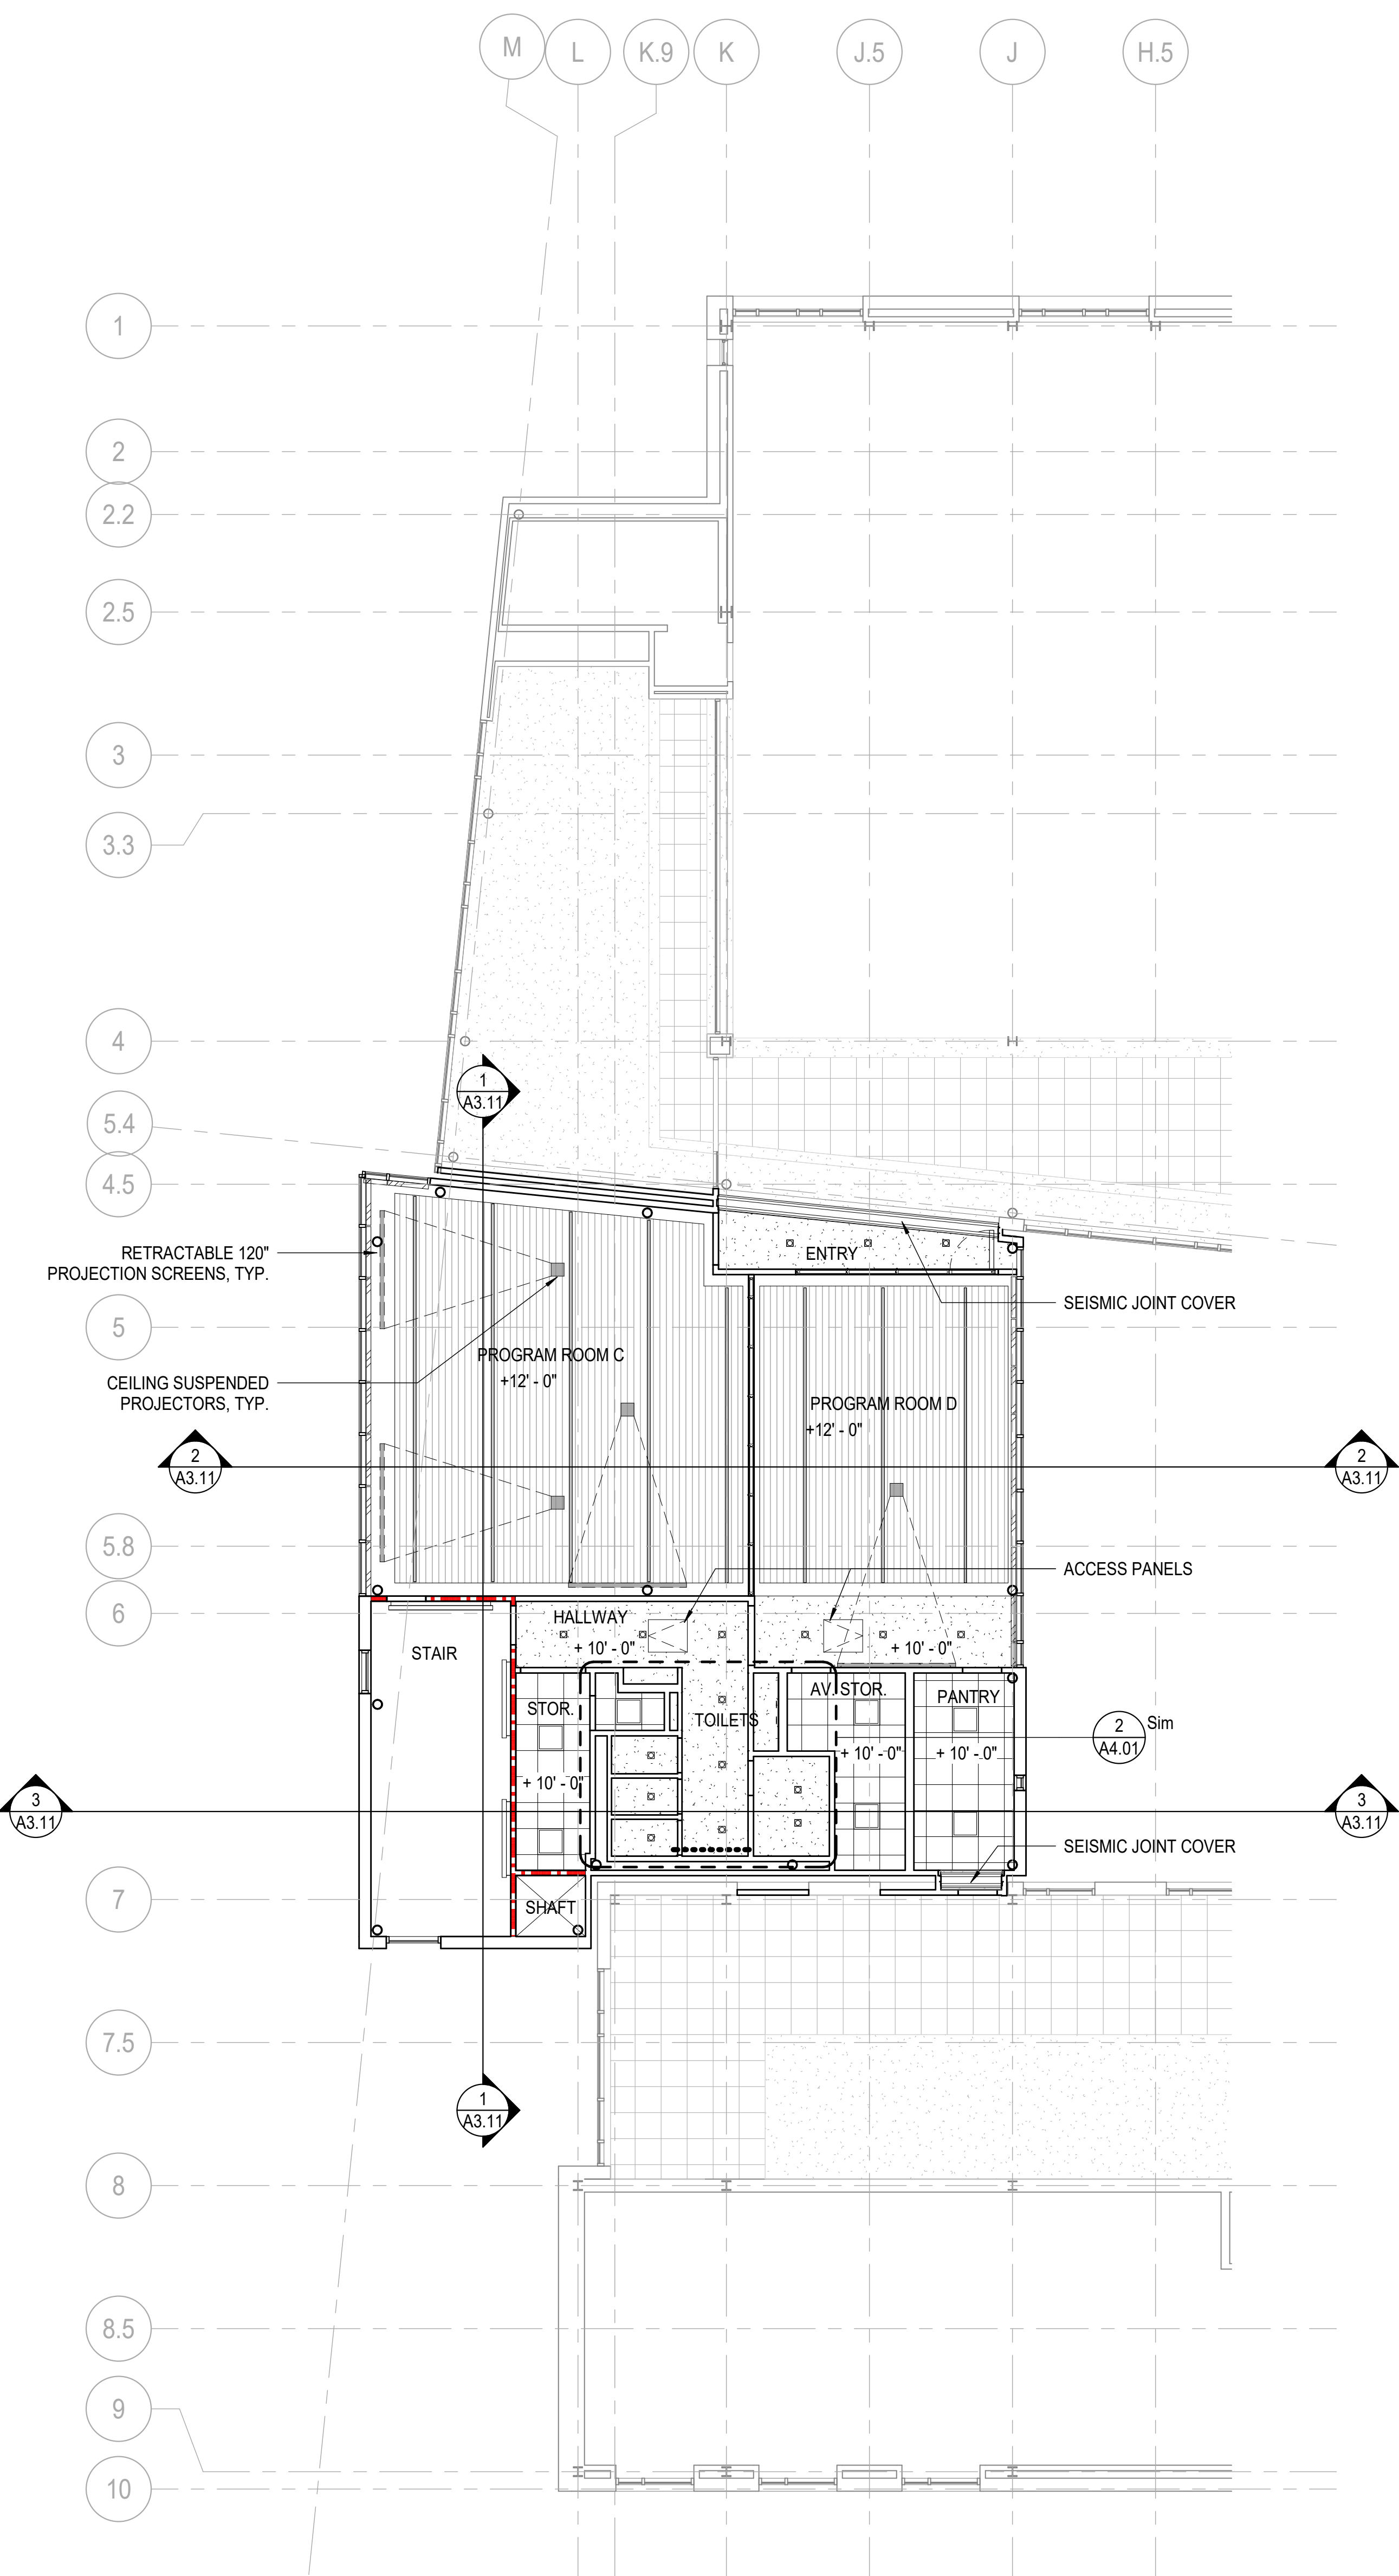 M
L
K.9
K
J.5
J
H.5
1
2
2.2
2.5
3
3.3
4
1
A3.11
5.4
4.5
RETRACTABLE 120"
PROJECTION SCREENS, TYP.
ENTRY
SEISMIC JOINT COVER
5
PROGRAM ROOM C
+12' - 0"
CEILING SUSPENDED
PROJECTORS, TYP.
PROGRAM ROOM D
+12' - 0"
2
A3.11
2
A3.11
5.8
ACCESS PANELS
6
HALLWAY
+ 10' - 0"
+ 10' - 0"
STAIR
STOR.
TOILETS
AV. STOR.
PANTRY
2
A4.01
Sim
+ 10' - 0"
+ 10' - 0"
+ 10' - 0"
3
A3.11
3
A3.11
SEISMIC JOINT COVER
7
SHAFT
7.5
1
A3.11
8
8.5
9
10